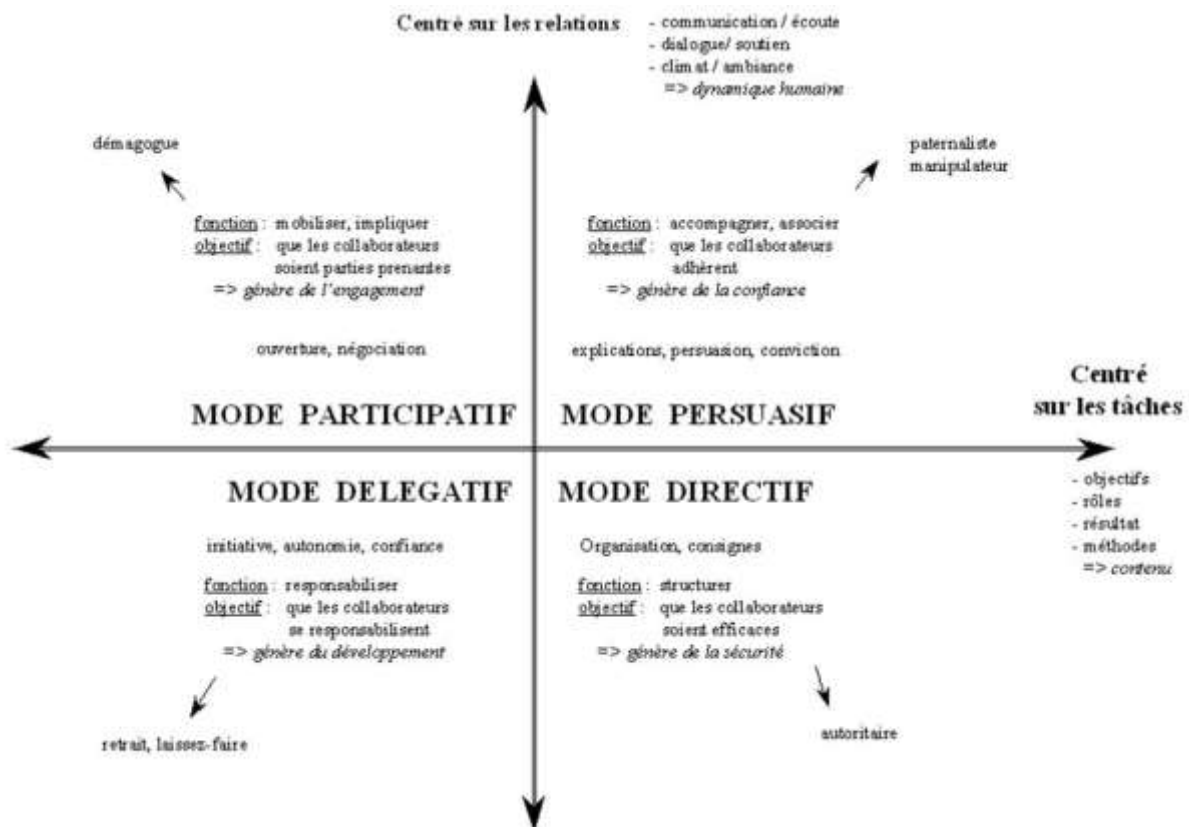 Centré sur les relations
- communication / écoute
- dialogue/ soutien
- climat / ambiance
=> dynamique humaine
démagogue
paternaliste
manipulateur
fonction : mobiliser, impliquer
objectif : que les collaborateurs
soient parties prenantes
=> génère de l'engagement
fonction : accompagner, associer
objectif : que les collaborateurs
adhèrent
=> génère de la confiance
ouverture, négociation
explications, persuasion, conviction
Centré
sur les tâches
MODE PARTICIPATIF
MODE PERSUASIF
MODE DELEGATIF
MODE DIRECTIF
- objectifs
- rôles
- résultat
- méthodes
=> contenu
initiative, autonomie, confiance
Organisation, consignes
fonction : responsabiliser
objectif : que les collaborateurs
se responsabilisent
=> génère du développement
fonction : structurer
objectif : que les collaborateurs
soient efficaces
=> génère de la sécurité
retrait, laissez-faire
autoritaire